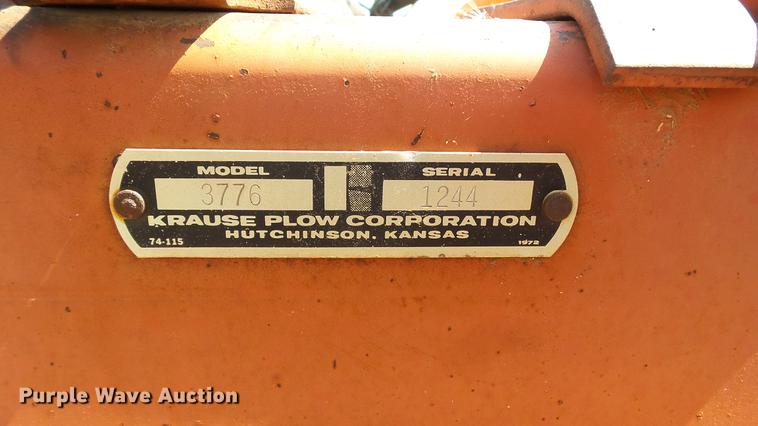 MODEL SERIAL
3776 1244
KRAUSE PLOW CORPORATION
HUTCHINSON, KANSAS
74-115 1972
Purple Wave Auction